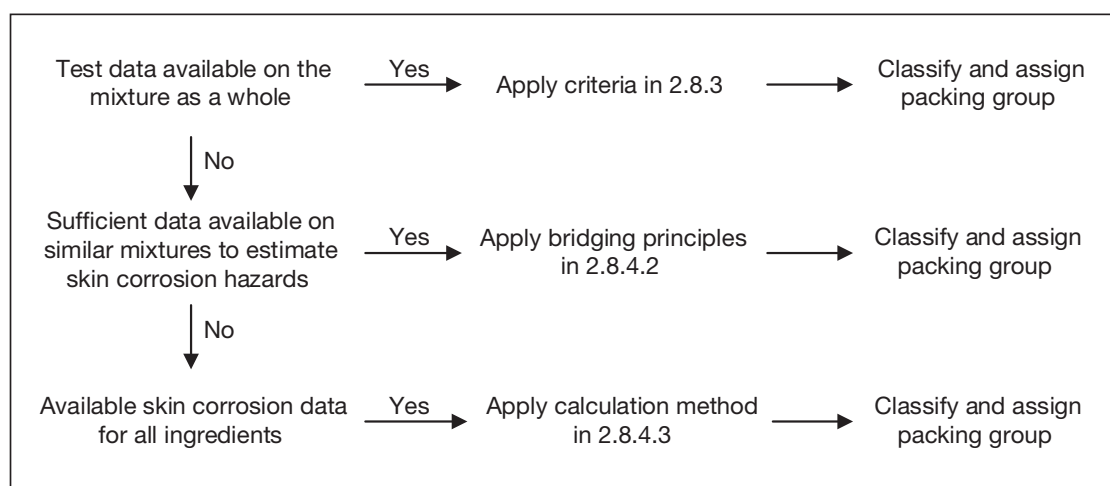 Test data available on the
mixture as a whole
Yes
Apply criteria in 2.8.3
Classify and assign
packing group
No
Sufficient data available on
similar mixtures to estimate
skin corrosion hazards
Yes
Apply bridging principles
in 2.8.4.2
Classify and assign
packing group
No
Available skin corrosion data
for all ingredients
Yes
Apply calculation method
in 2.8.4.3
Classify and assign
packing group